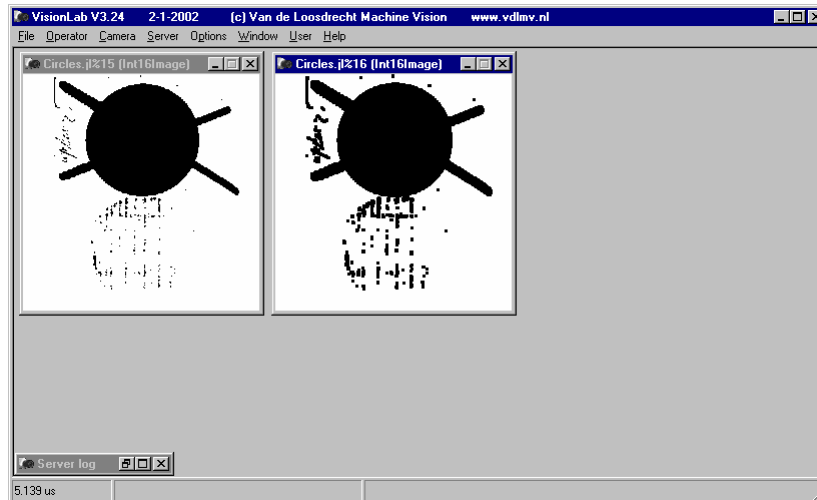 VisionLab V3.24 2-1-2002 (c) Van de Loosdrecht Machine Vision www.vdlmv.nl
File Operator Camera Server Options Window User Help
Circles.jl%15 (Int16Image)
Circles.jl%16 (Int16Image)
Server log
5.139 us